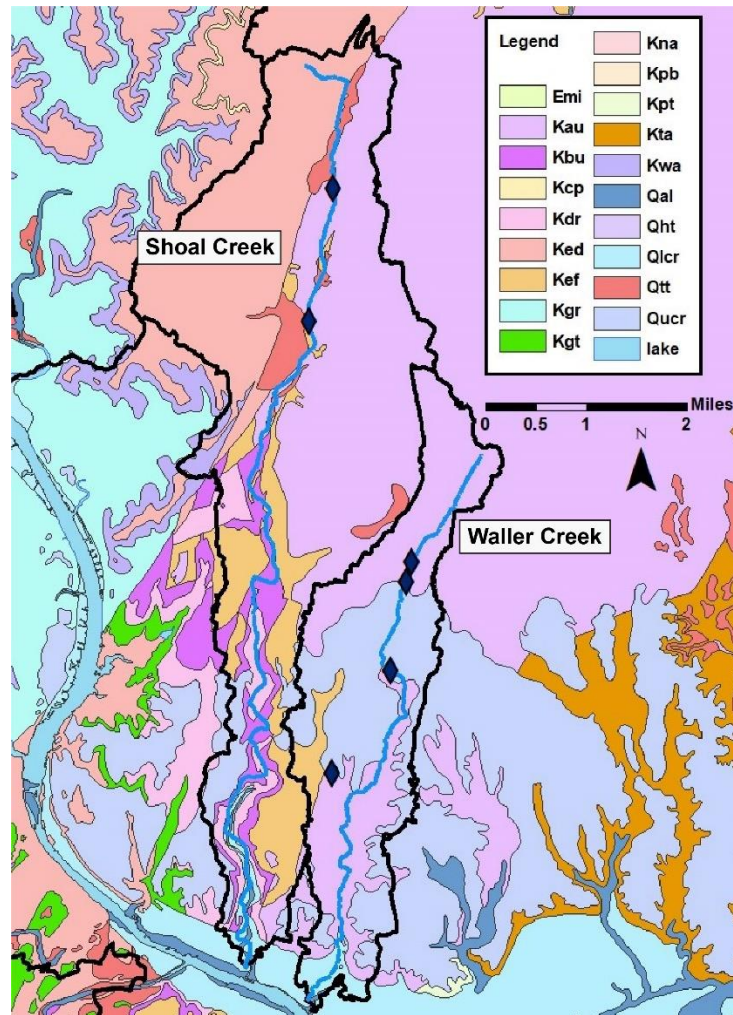 Legend
Emi
Kau
Kbu
Kcp
Kdr
Ked
Kef
Kgr
Kgt
Kna
Kpb
Kpt
Kta
Kwa
Qal
Qht
Qlcr
Qtt
Qucr
lake
Miles
0 0.5 1 2
N
Shoal Creek
Waller Creek